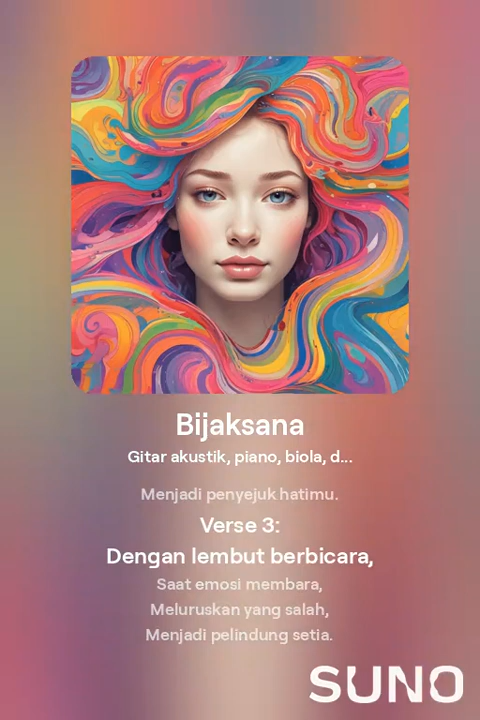 Bijaksana
Gitar akustik, piano, biola, d...
Menjadi penyejuk hatimu.
Verse 3:
Dengan lembut berbicara,
Saat emosi membara,
Meluruskan yang salah,
Menjadi pelindung setia.
SUNO